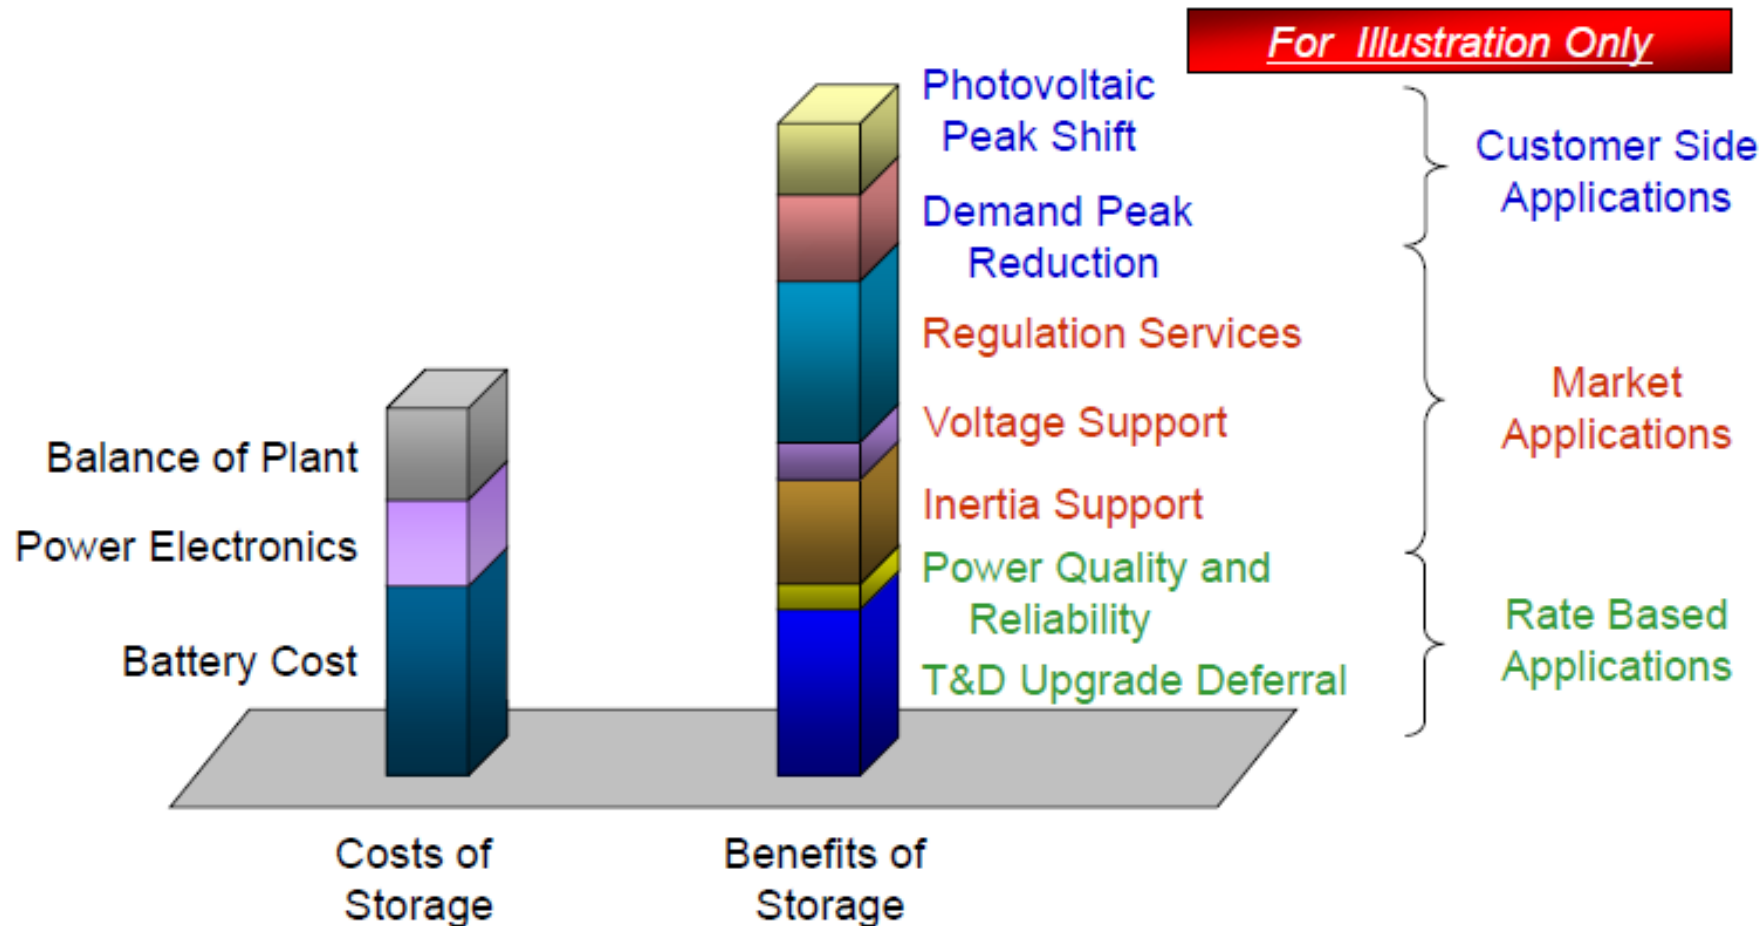 For Illustration Only
Photovoltaic
Peak Shift
Demand Peak
Reduction
Regulation Services
Voltage Support
Inertia Support
Power Quality and
Reliability
T&D Upgrade Deferral
Customer Side
Applications
Market
Applications
Rate Based
Applications
Balance of Plant
Power Electronics
Battery Cost
Costs of
Storage
Benefits of
Storage